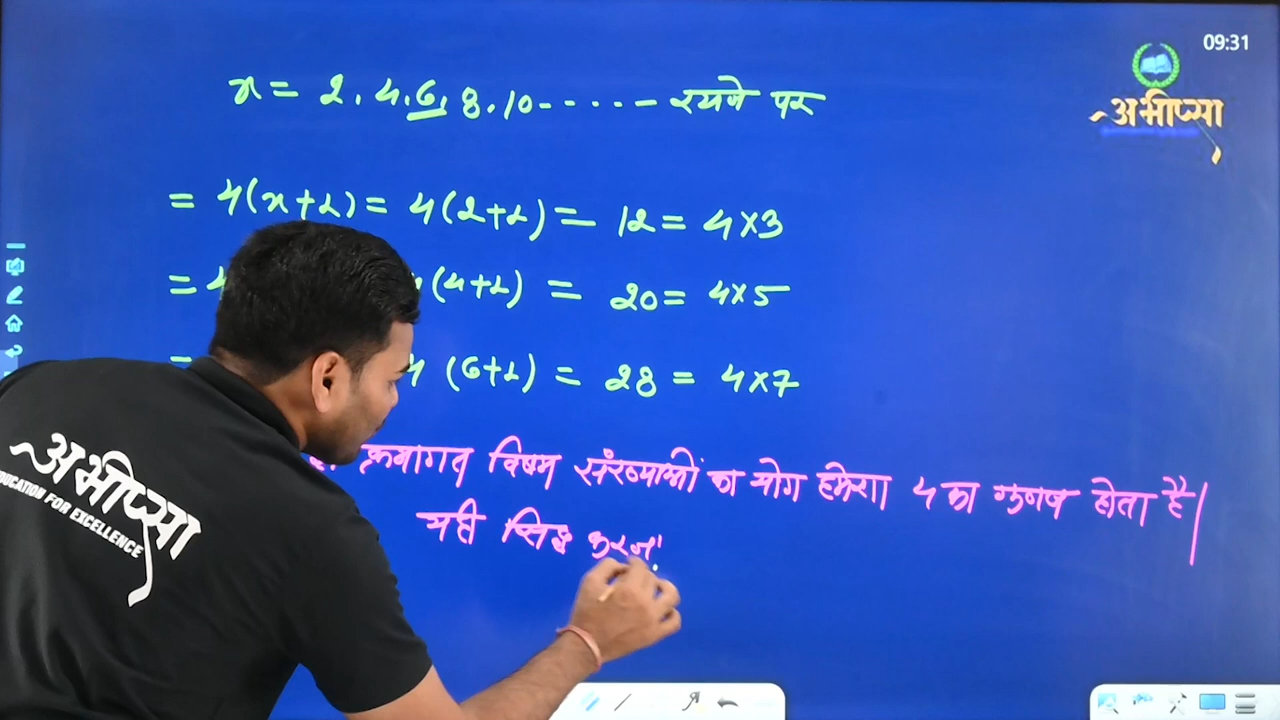 09:31
अभीप्सा
x = 2, 4, 6, 8, 10 ------ रखने पर
= 4(x+2) = 4(2+2) = 12 = 4×3
= 4 (4+2) = 20 = 4×5
= 4 (6+2) = 28 = 4×7
क्रमागत विषम संख्याओं का योग हमेशा 4 का गुणज होता है|
यही सिद्ध करना
अभीप्सा
EDUCATION FOR EXCELLENCE